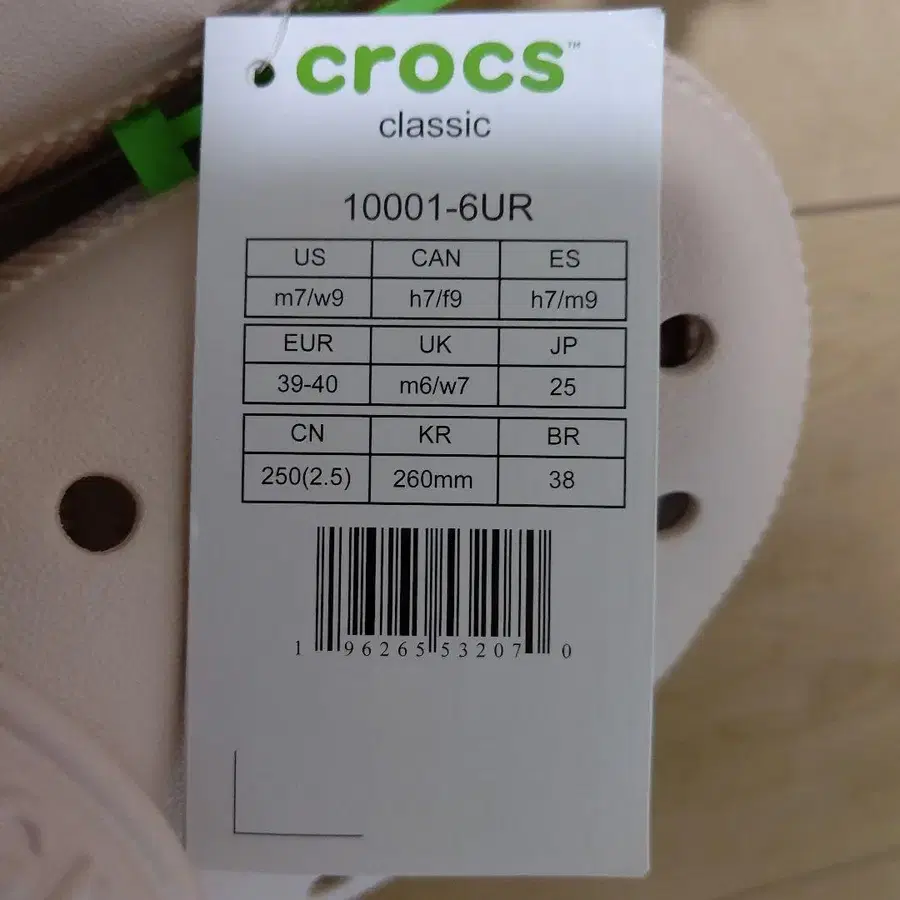 crocs™
classic
10001-6UR
US CAN ES
m7/w9 h7/f9 h7/m9
EUR UK JP
39-40 m6/w7 25
CN KR BR
250(2.5) 260mm 38
1 96265 53207 0